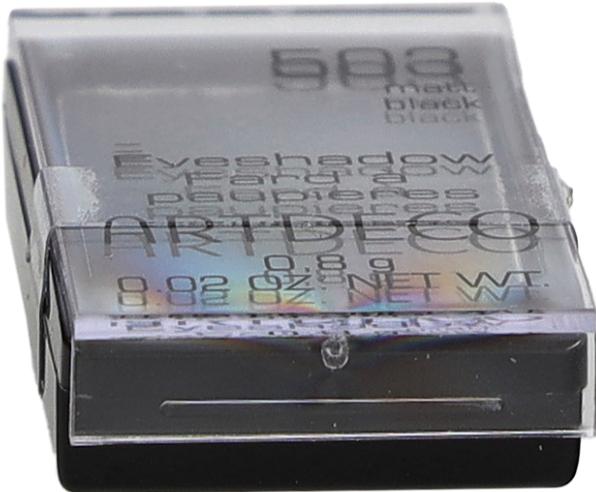 503
matt
black
Eyeshadow
Fard à
paupières
ARTDECO
0.8 g
0.02 OZ. NET WT.